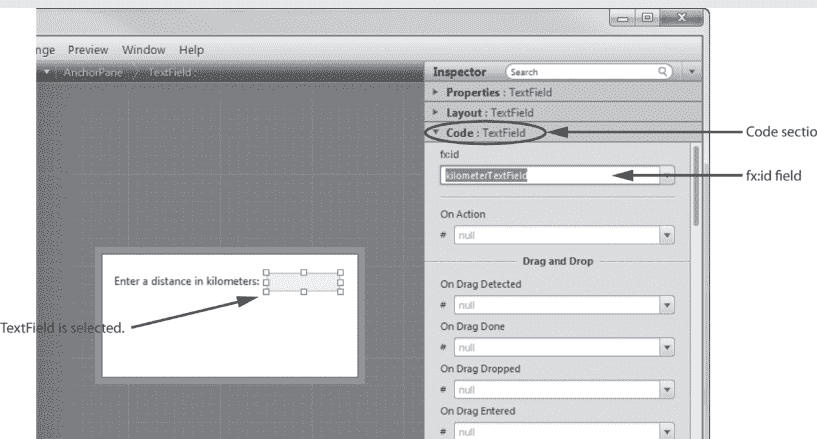 nge Preview Window Help
AnchorPane TextField
Inspector Search
Properties : TextField
Layout : TextField
Code : TextField
Code sectio
fx:id
kilometerTextField
fx:id field
On Action
# null
Drag and Drop
Enter a distance in kilometers:
On Drag Detected
# null
TextField is selected.
On Drag Done
# null
On Drag Dropped
# null
On Drag Entered
# null